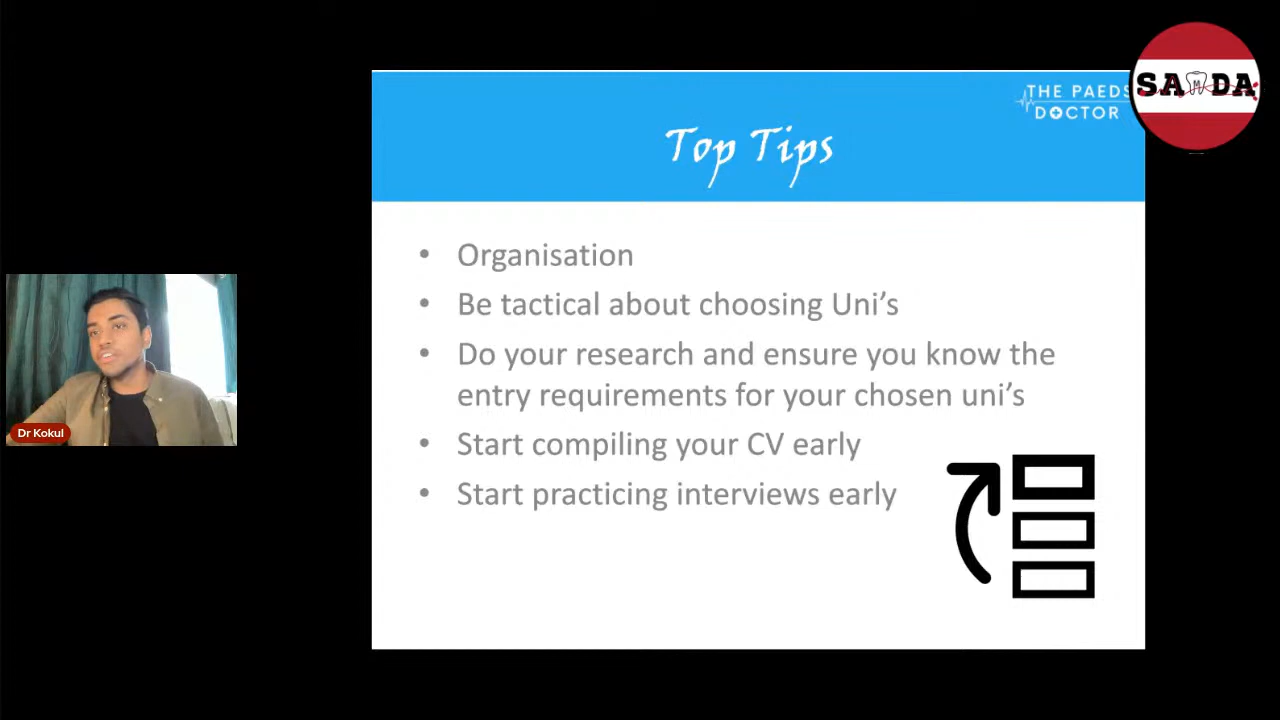 THE PAEDS
DOCTOR
SAMDA
Top Tips
• Organisation
• Be tactical about choosing Uni's
• Do your research and ensure you know the
entry requirements for your chosen uni's
• Start compiling your CV early
• Start practicing interviews early
Dr Kokul